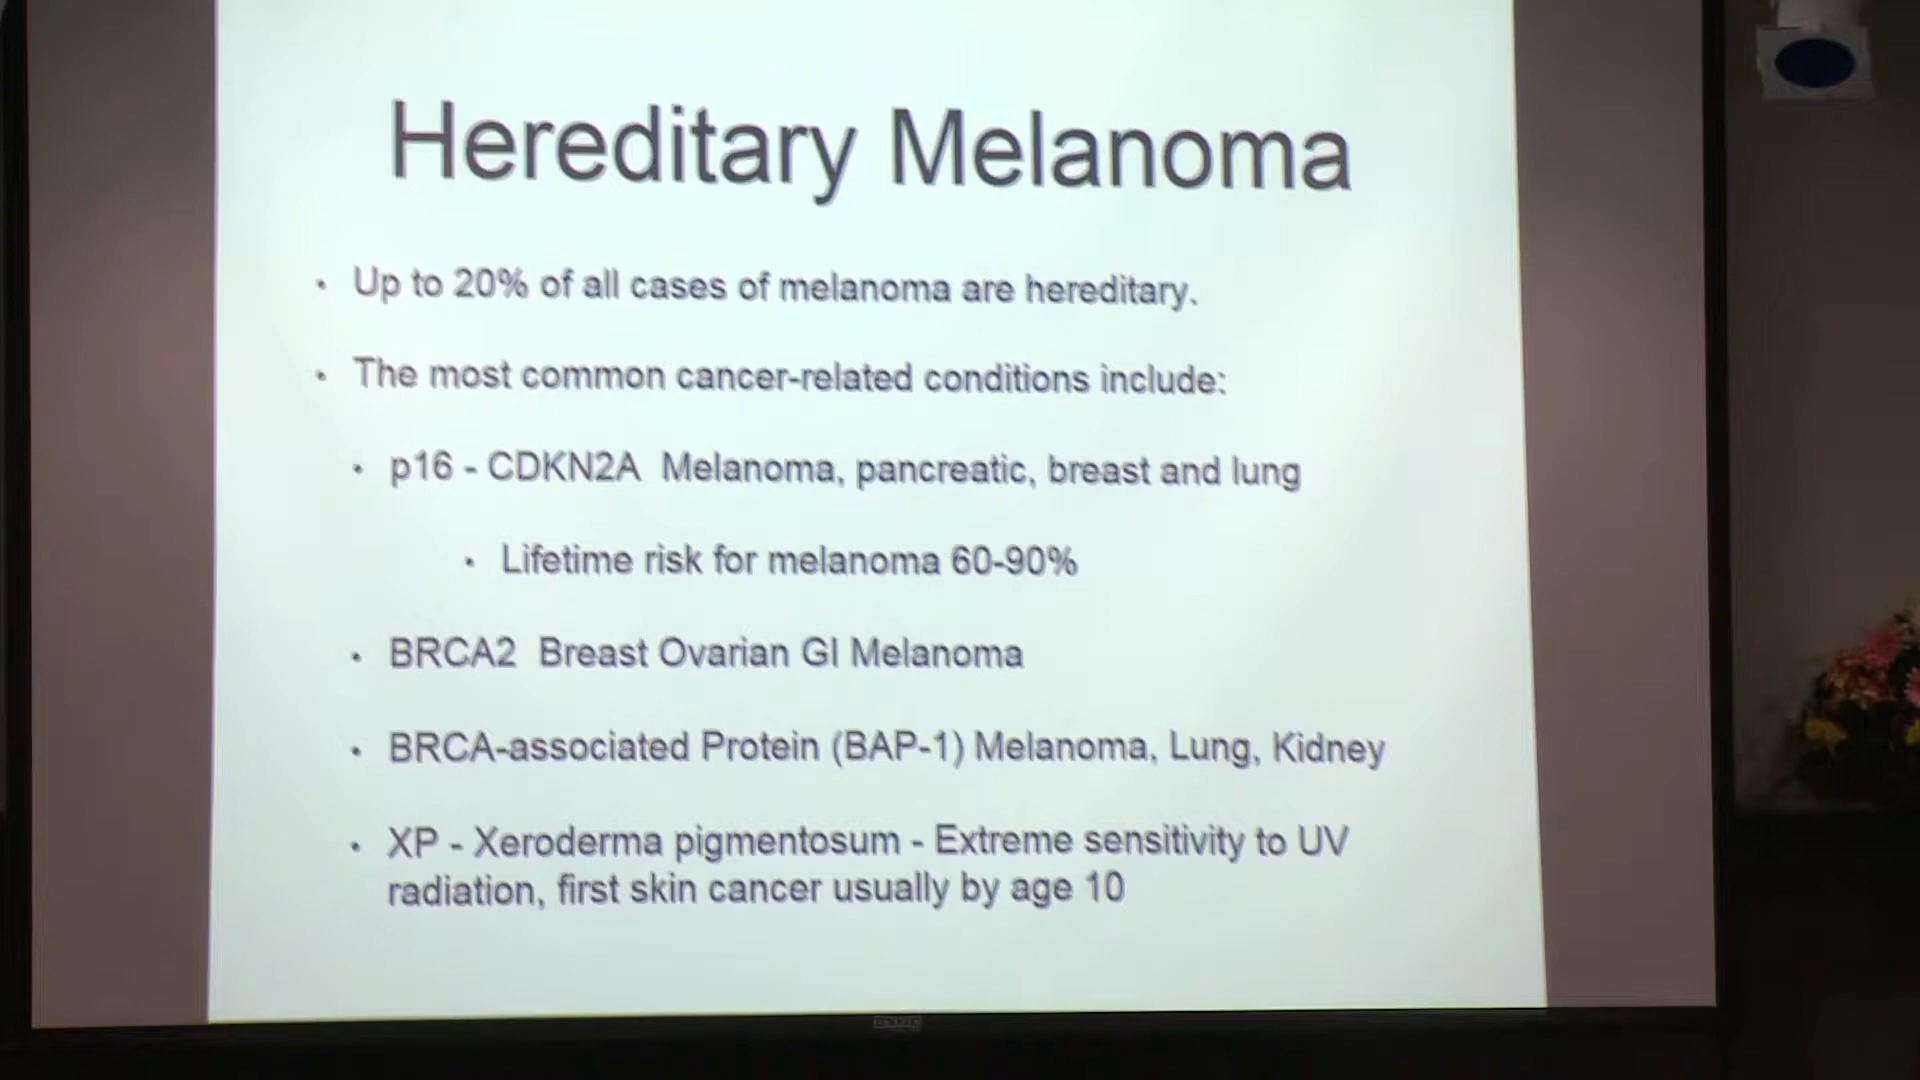 Hereditary Melanoma
• Up to 20% of all cases of melanoma are hereditary.
• The most common cancer-related conditions include:
• p16 - CDKN2A Melanoma, pancreatic, breast and lung
• Lifetime risk for melanoma 60-90%
• BRCA2 Breast Ovarian GI Melanoma
• BRCA-associated Protein (BAP-1) Melanoma, Lung, Kidney
• XP - Xeroderma pigmentosum - Extreme sensitivity to UV
radiation, first skin cancer usually by age 10